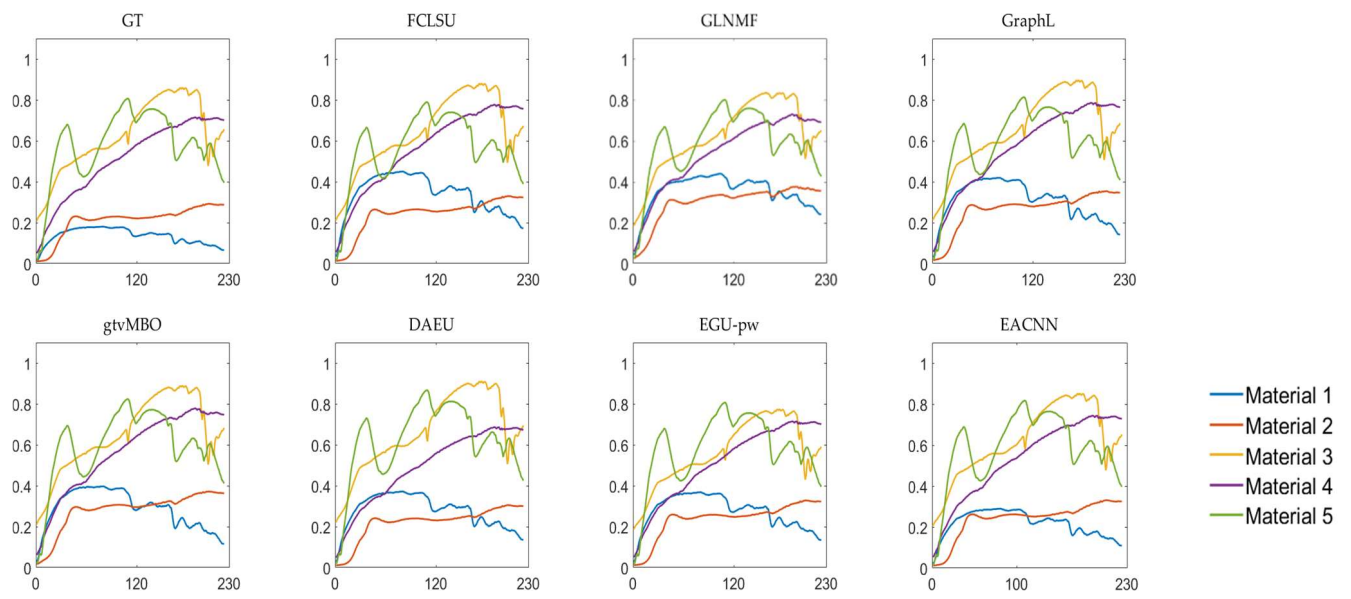 GT FCLSU GLNMF GraphL
1 1 1 1
0.8 0.8 0.8 0.8
0.6 0.6 0.6 0.6
0.4 0.4 0.4 0.4
0.2 0.2 0.2 0.2
0 0 0 0
0 120 230 0 120 230 0 120 230 0 120 230
gtvMBO DAEU EGU-pw EACNN
1 1 1 1
0.8 0.8 0.8 0.8
0.6 0.6 0.6 0.6
0.4 0.4 0.4 0.4
0.2 0.2 0.2 0.2
0 0 0 0
0 120 230 0 120 230 0 120 230 0 100 230
Material 1
Material 2
Material 3
Material 4
Material 5